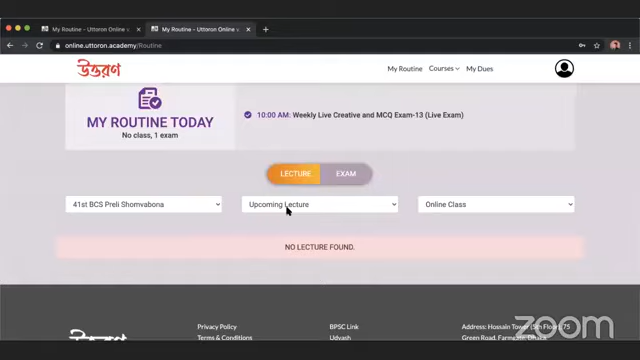 My Routine - Uttoron Online v
My Routine - Uttoron Online v
online.uttoron.academy/Routine
উত্তরণ
My Routine
Courses
My Dues
MY ROUTINE TODAY
No class, 1 exam
10:00 AM: Weekly Live Creative and MCQ Exam-13 (Live Exam)
LECTURE
EXAM
41st BCS Preli Shomvabona
Upcoming Lecture
Online Class
NO LECTURE FOUND.
Privacy Policy
BPSC Link
Address: Hossain Tower (5th Floor), 75
Terms & Conditions
Udvash
Green Road, Farmgate, Dhaka
zoom